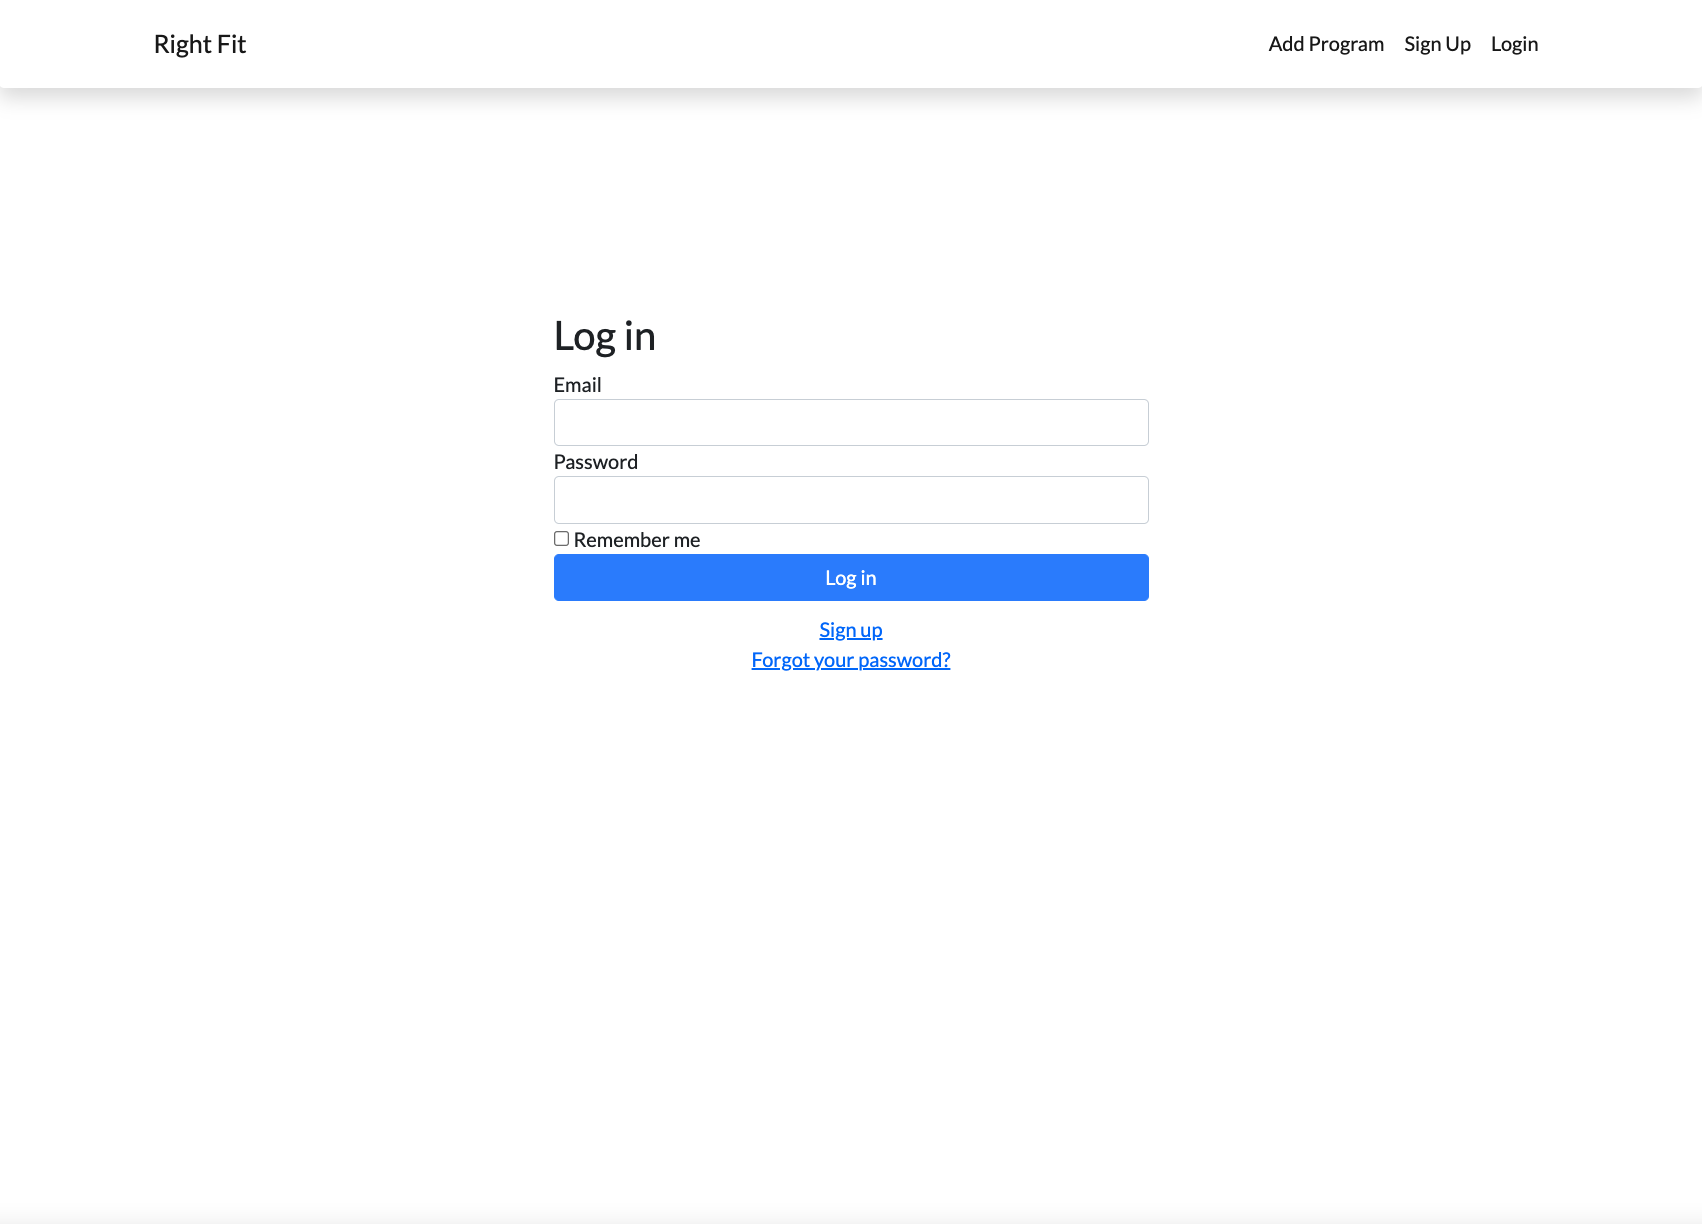 Right Fit
Add Program Sign Up Login
Log in
Email
Password
Remember me
Log in
Sign up
Forgot your password?